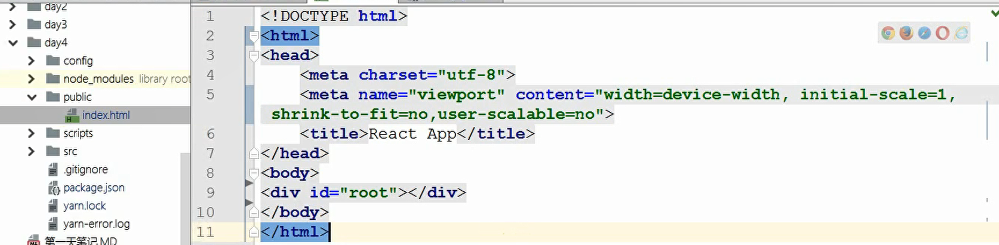 day2
day3
day4
config
node_modules library root
public
index.html
scripts
src
.gitignore
package.json
yarn.lock
yarn-error.log
第一天笔记.MD
1 <!DOCTYPE html>
2 <html>
3 <head>
4 <meta charset="utf-8">
5 <meta name="viewport" content="width=device-width, initial-scale=1,
shrink-to-fit=no,user-scalable=no">
6 <title>React App</title>
7 </head>
8 <body>
9 <div id="root"></div>
10 </body>
11 </html>